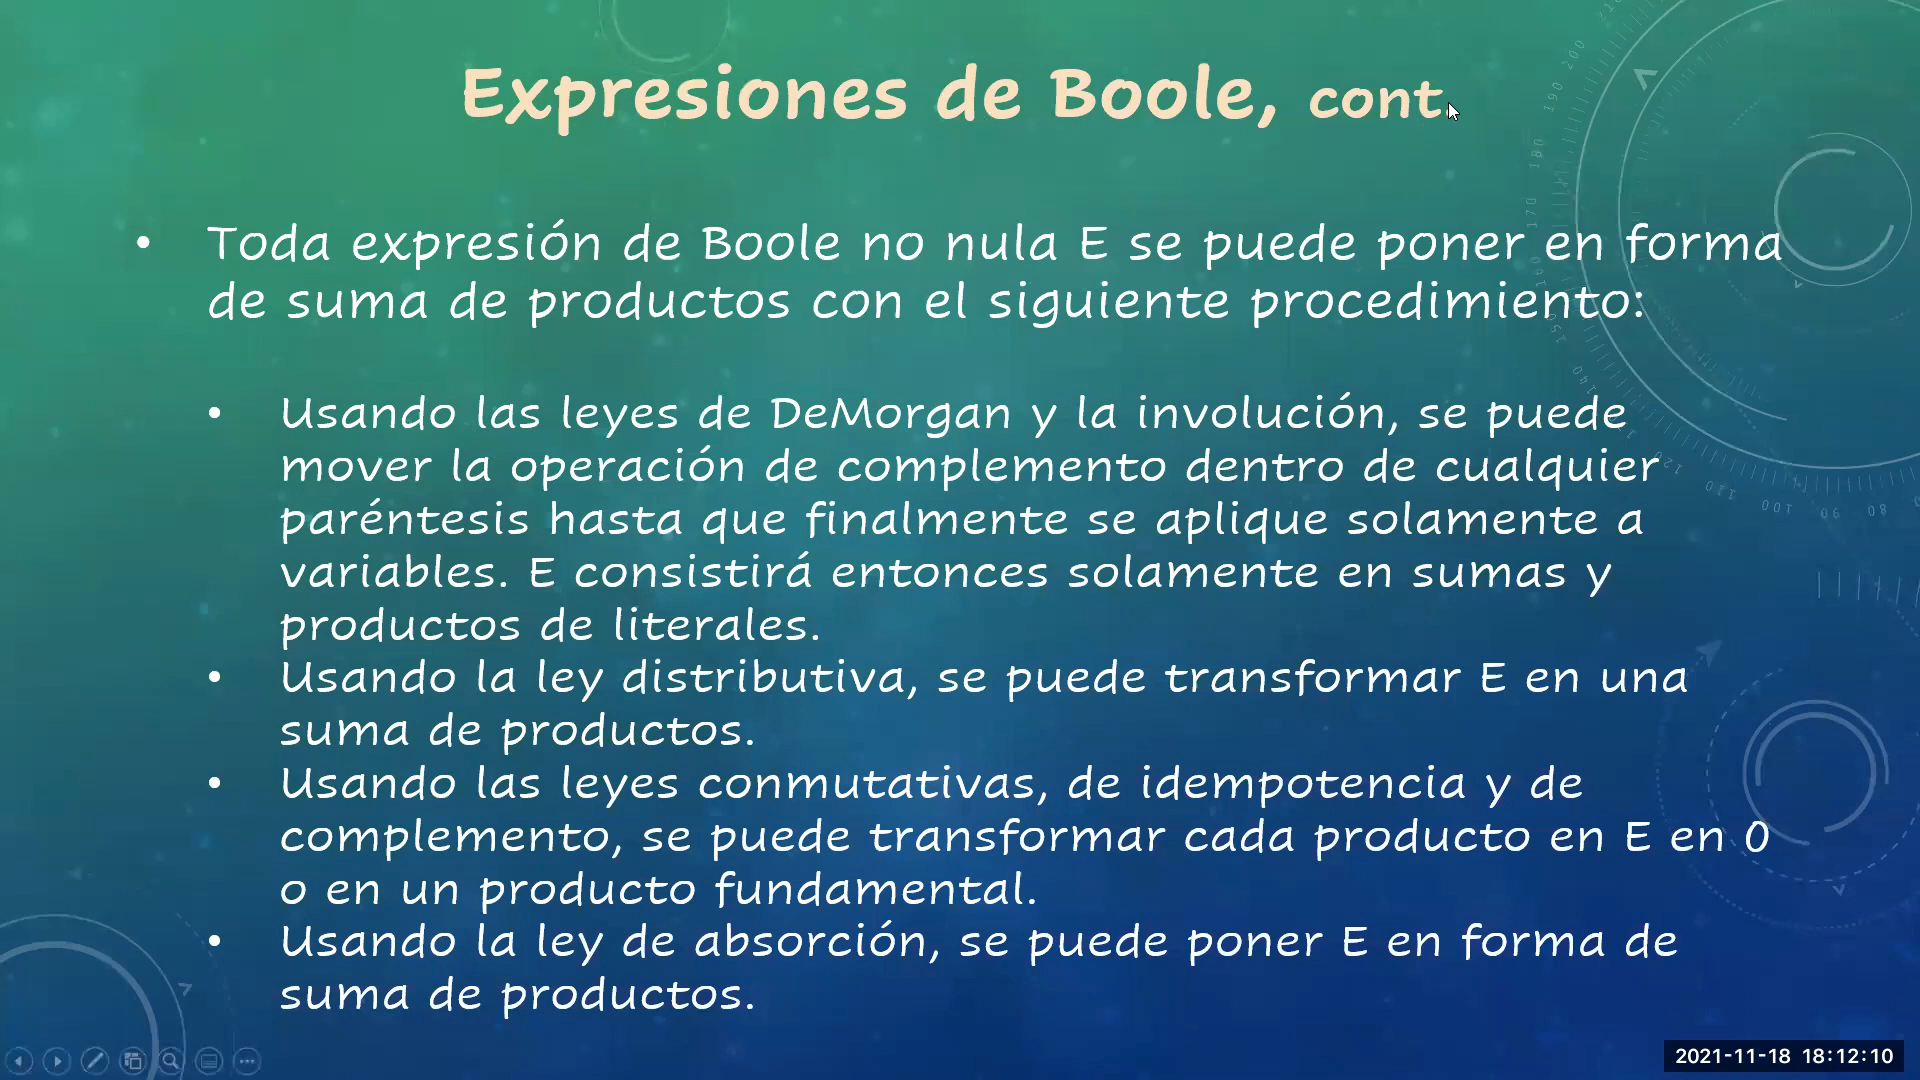 Expresiones de Boole, cont.
• Toda expresión de Boole no nula E se puede poner en forma
de suma de productos con el siguiente procedimiento:
• Usando las leyes de DeMorgan y la involución, se puede
mover la operación de complemento dentro de cualquier
paréntesis hasta que finalmente se aplique solamente a
variables. E consistirá entonces solamente en sumas y
productos de literales.
• Usando la ley distributiva, se puede transformar E en una
suma de productos.
• Usando las leyes conmutativas, de idempotencia y de
complemento, se puede transformar cada producto en E en 0
o en un producto fundamental.
• Usando la ley de absorción, se puede poner E en forma de
suma de productos.
2021-11-18 18:12:10